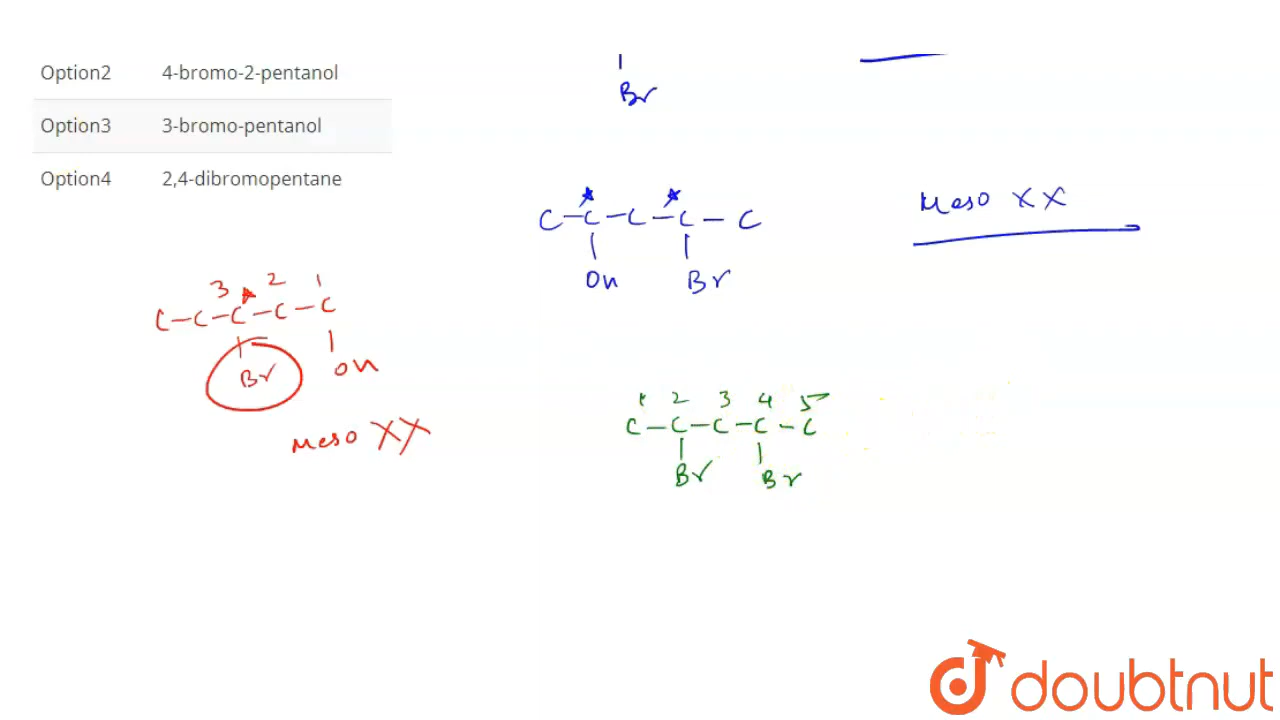 Option2 4-bromo-2-pentanol
Option3 3-bromo-pentanol
Option4 2,4-dibromopentane
Br
C-C-C-C-C
OH Br
Meso XX
3 2 1
C-C-C-C-C
Br OH
Meso XX
1 2 3 4 5
C-C-C-C-C
Br Br
doubtnut